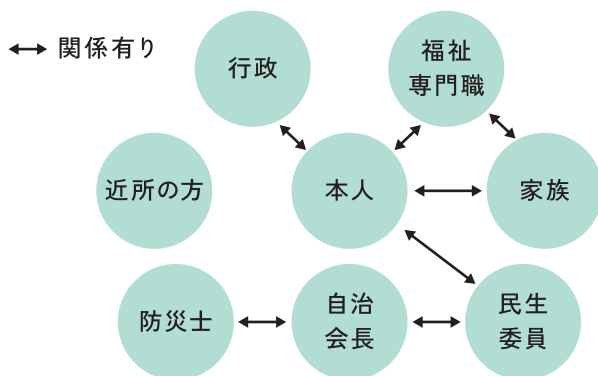 関係有り
行政
福祉
専門職
近所の方
本人
家族
防災士
自治
会長
民生
委員